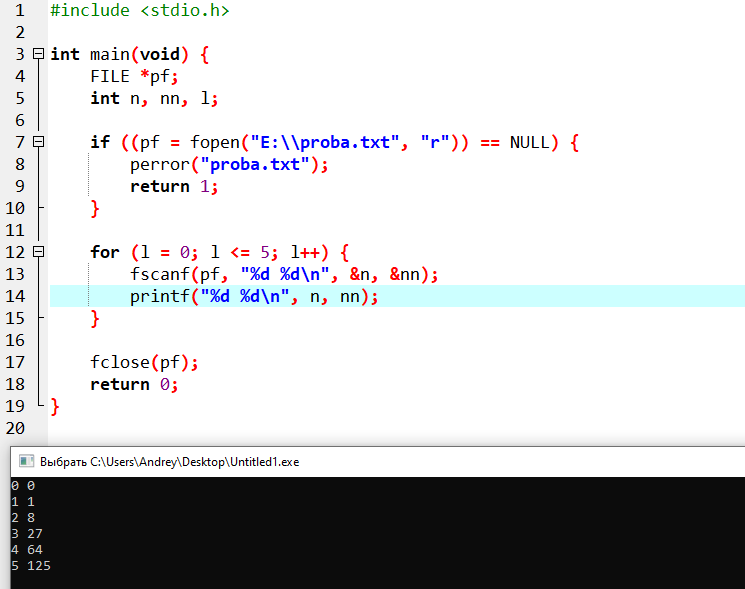 1 #include <stdio.h>
2
3 int main(void) {
4 FILE *pf;
5 int n, nn, l;
6
7 if ((pf = fopen("E:\\proba.txt", "r")) == NULL) {
8 perror("proba.txt");
9 return 1;
10 }
11
12 for (l = 0; l <= 5; l++) {
13 fscanf(pf, "%d %d\n", &n, &nn);
14 printf("%d %d\n", n, nn);
15 }
16
17 fclose(pf);
18 return 0;
19 }
20
Выбрать C:\Users\Andrey\Desktop\Untitled1.exe
0 0
1 1
2 8
3 27
4 64
5 125